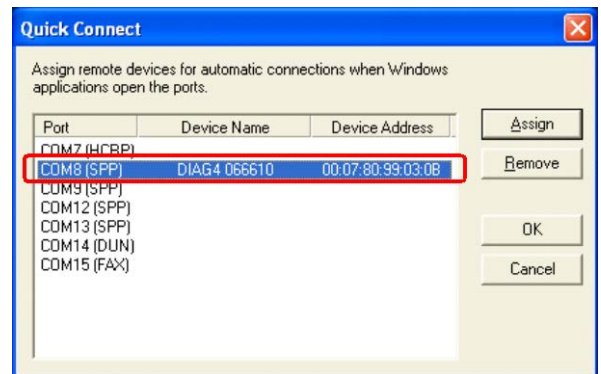 Quick Connect
Assign remote devices for automatic connections when Windows
applications open the ports.
Port Device Name Device Address
COM7 (HCRP)
COM8 (SPP) DIAG4 066610 00:07:80:99:03:0B
COM9 (SPP)
COM12 (SPP)
COM13 (SPP)
COM14 (DUN)
COM15 (FAX)
Assign
Remove
OK
Cancel